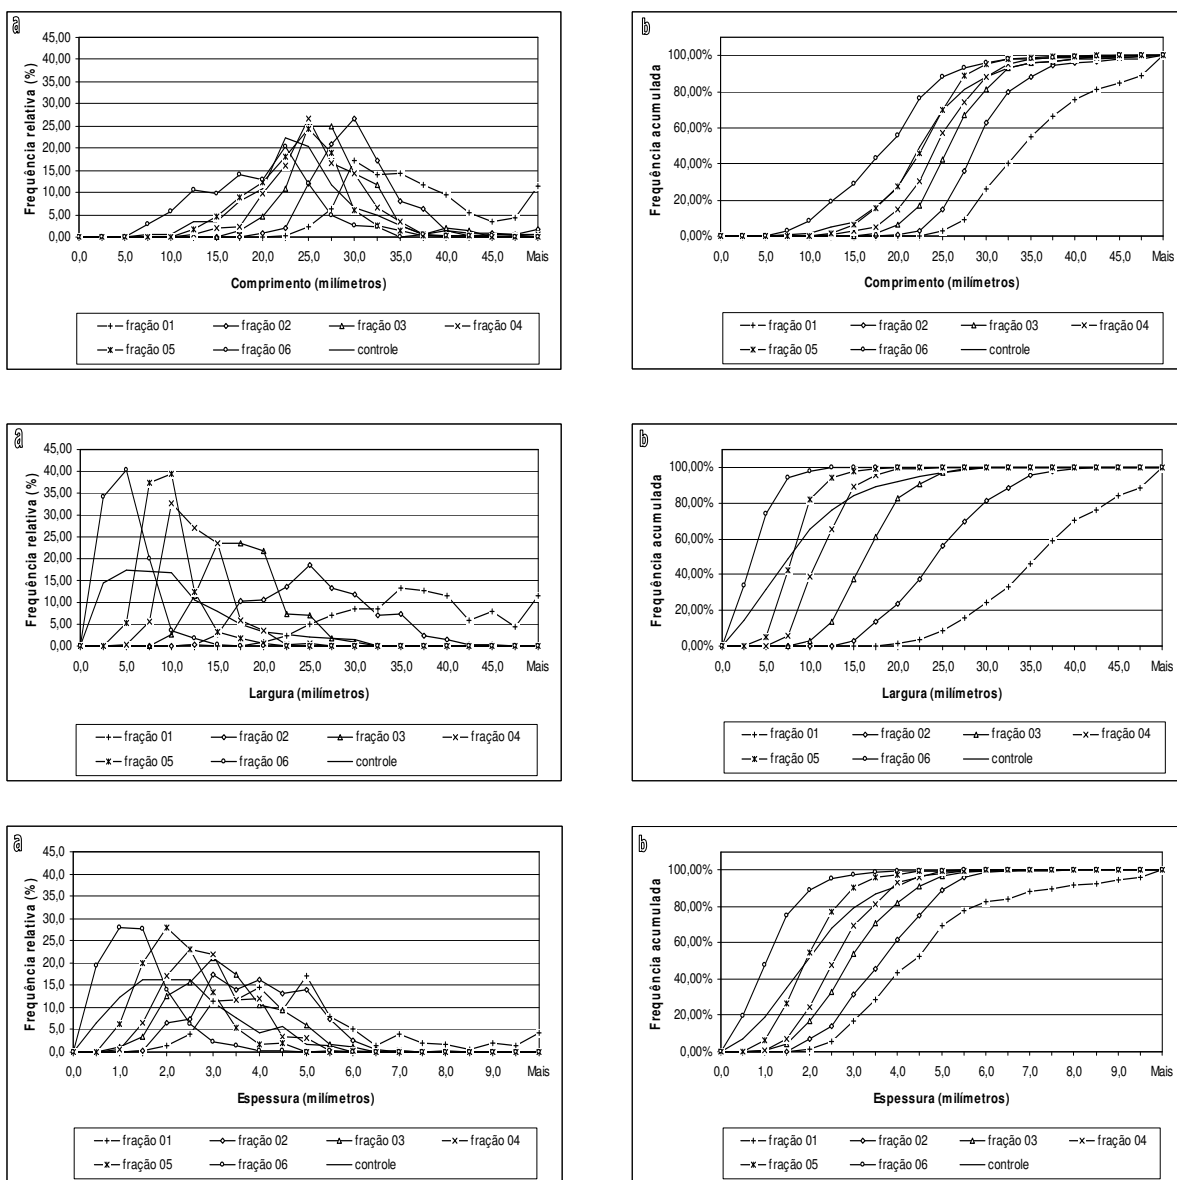 a
Frequência relativa (%)
45,00
40,00
35,00
30,00
25,00
20,00
15,00
10,00
5,00
0,00
0,0 5,0 10,0 15,0 20,0 25,0 30,0 35,0 40,0 45,0 Mais
Comprimento (milímetros)
fração 01 fração 02 fração 03 fração 04
fração 05 fração 06 controle
b
Frequência acumulada
100,00%
80,00%
60,00%
40,00%
20,00%
0,00%
0,0 5,0 10,0 15,0 20,0 25,0 30,0 35,0 40,0 45,0 Mais
Comprimento (milímetros)
fração 01 fração 02 fração 03 fração 04
fração 05 fração 06 controle
a
Frequência relativa (%)
45,00
40,00
35,00
30,00
25,00
20,00
15,00
10,00
5,00
0,00
0,0 5,0 10,0 15,0 20,0 25,0 30,0 35,0 40,0 45,0 Mais
Largura (milímetros)
fração 01 fração 02 fração 03 fração 04
fração 05 fração 06 controle
b
Frequência acumulada
100,00%
80,00%
60,00%
40,00%
20,00%
0,00%
0,0 5,0 10,0 15,0 20,0 25,0 30,0 35,0 40,0 45,0 Mais
Largura (milímetros)
fração 01 fração 02 fração 03 fração 04
fração 05 fração 06 controle
a
Frequência relativa (%)
45,0
40,0
35,0
30,0
25,0
20,0
15,0
10,0
5,0
0,0
0,0 1,0 2,0 3,0 4,0 5,0 6,0 7,0 8,0 9,0 Mais
Espessura (milímetros)
fração 01 fração 02 fração 03 fração 04
fração 05 fração 06 controle
b
Frequência acumulada
100,00%
80,00%
60,00%
40,00%
20,00%
0,00%
0,0 1,0 2,0 3,0 4,0 5,0 6,0 7,0 8,0 9,0 Mais
Espessura (milímetros)
fração 01 fração 02 fração 03 fração 04
fração 05 fração 06 controle